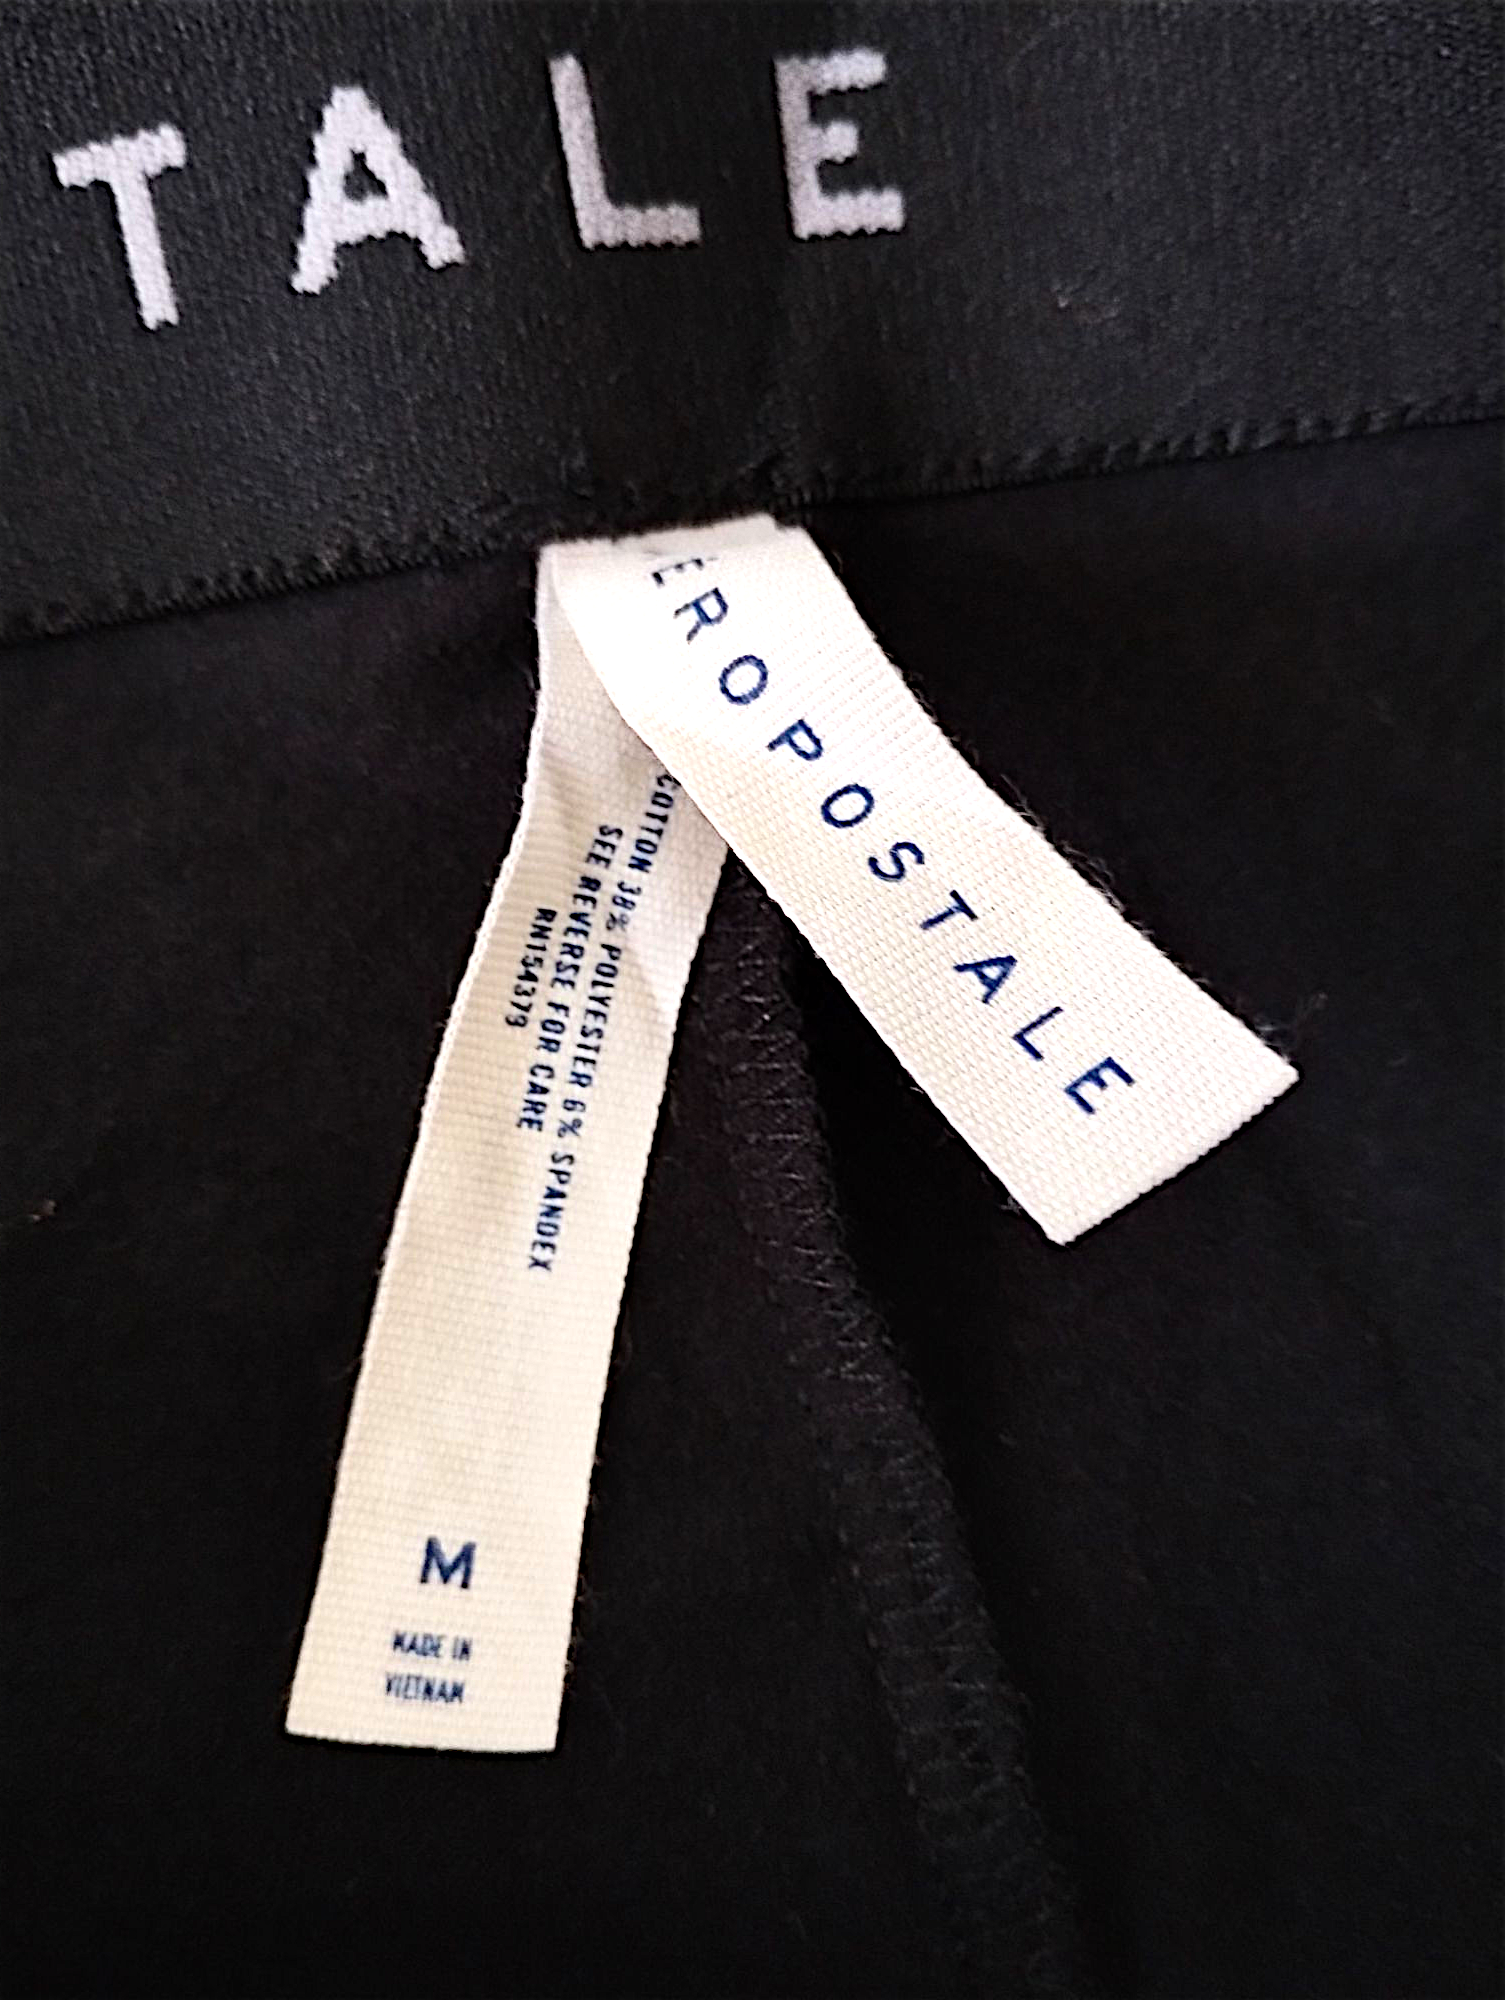 TALE
ÉROPOSTALE
COTTON 38% POLYESTER 6% SPANDEX
SEE REVERSE FOR CARE
RN154379
M
MADE IN
VIETNAM